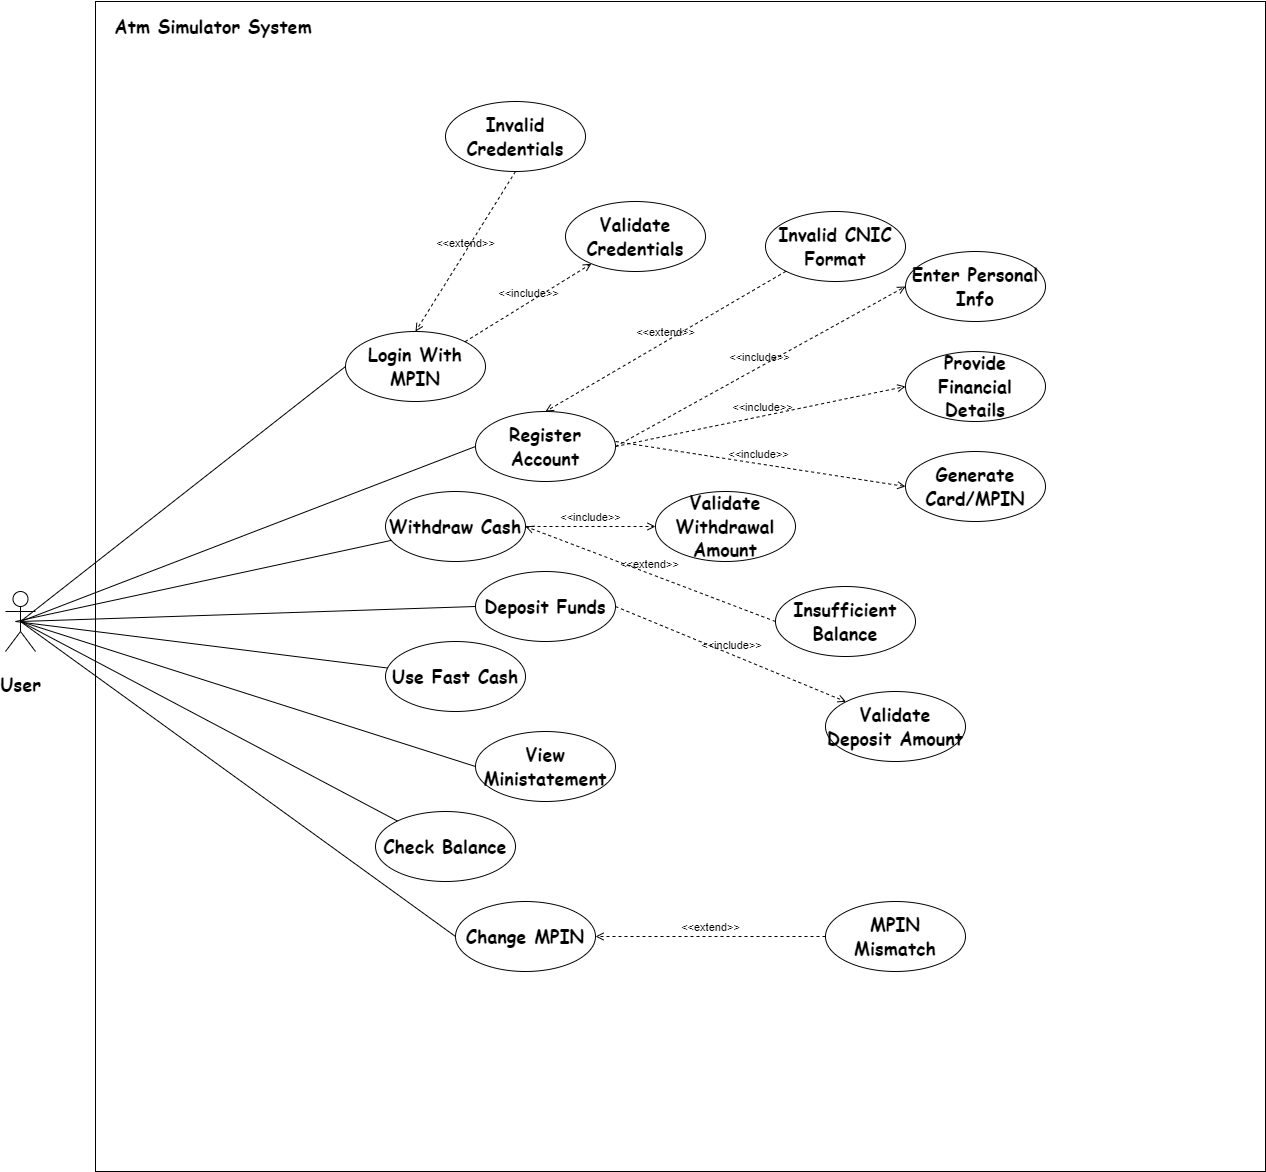 Atm Simulator System
Invalid
Credentials
Validate
Credentials
<<extend>>
<<include>>
Invalid CNIC
Format
Enter Personal
Info
<<extend>>
<<include>>
Login With
MPIN
Provide
Financial
Details
<<include>>
Register
Account
<<include>>
Generate
Card/MPIN
Withdraw Cash
<<include>>
Validate
Withdrawal
Amount
<<extend>>
Deposit Funds
Insufficient
Balance
<<include>>
User
Use Fast Cash
Validate
Deposit Amount
View
Ministatement
Check Balance
Change MPIN
<<extend>>
MPIN
Mismatch